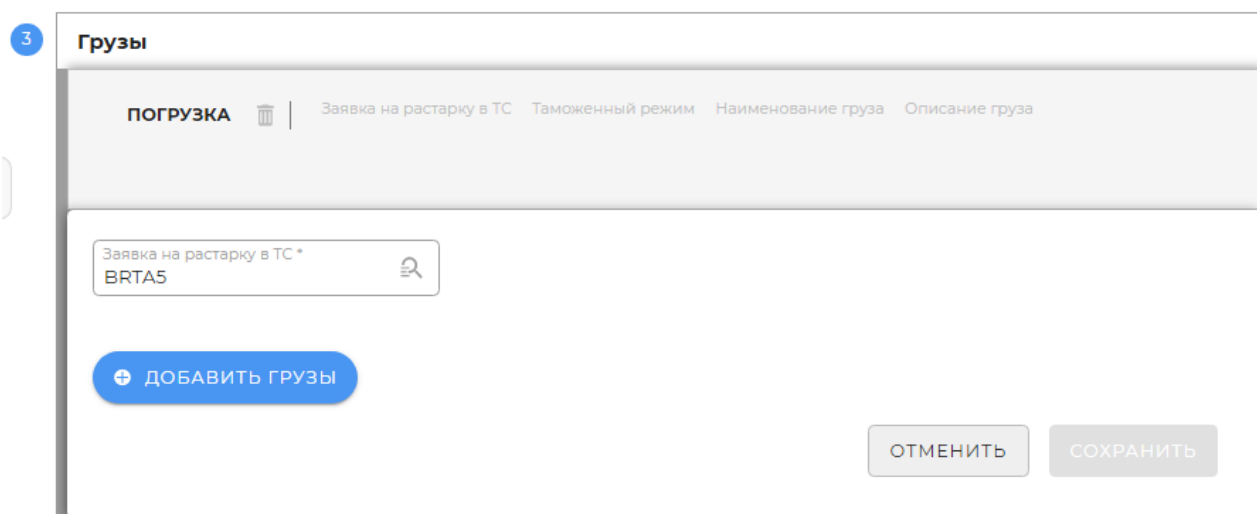 3
Грузы
ПОГРУЗКА Заявка на растарку в ТС Таможенный режим Наименование груза Описание груза
Заявка на растарку в ТС *
BRTA5
ДОБАВИТЬ ГРУЗЫ
ОТМЕНИТЬ СОХРАНИТЬ